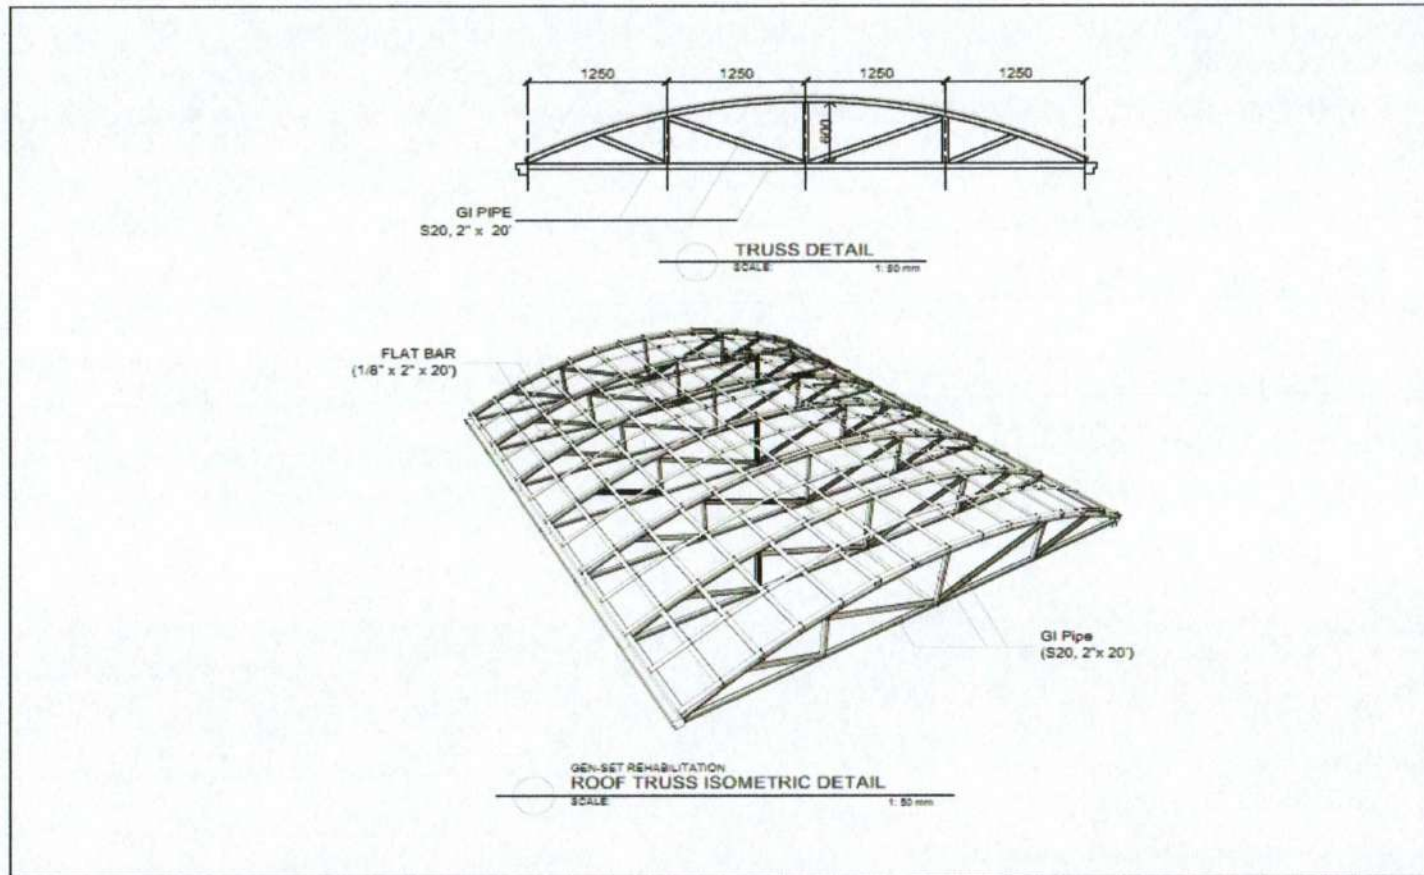 1250 1250 1250 1250
600
GI PIPE
S20, 2" x 20'
TRUSS DETAIL
SCALE: 1: 50 mm
FLAT BAR
(1/8" x 2" x 20')
GI Pipe
(S20, 2"x 20')
GEN-SET REHABILITATION
ROOF TRUSS ISOMETRIC DETAIL
SCALE: 1: 50 mm